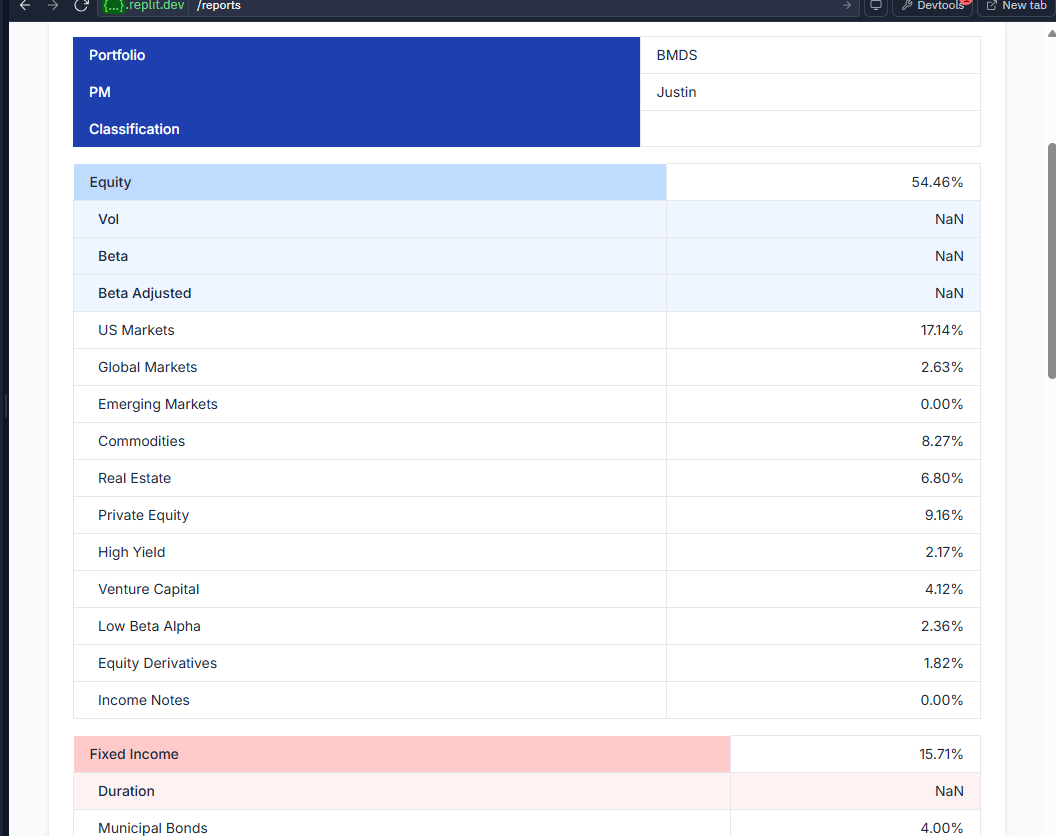 {...}.replit.dev /reports Devtools New tab
Portfolio BMDS
PM Justin
Classification
Equity 54.46%
Vol NaN
Beta NaN
Beta Adjusted NaN
US Markets 17.14%
Global Markets 2.63%
Emerging Markets 0.00%
Commodities 8.27%
Real Estate 6.80%
Private Equity 9.16%
High Yield 2.17%
Venture Capital 4.12%
Low Beta Alpha 2.36%
Equity Derivatives 1.82%
Income Notes 0.00%
Fixed Income 15.71%
Duration NaN
Municipal Bonds 4.00%